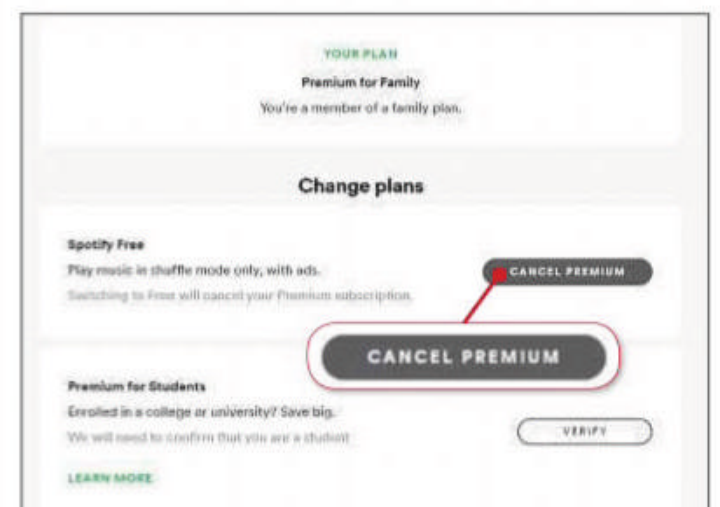 YOUR PLAN
Premium for Family
You're a member of a family plan.
Change plans
Spotify Free
Play music in shuffle mode only, with ads.
CANCEL PREMIUM
Switching to Free will cancel your Premium subscription.
CANCEL PREMIUM
Premium for Students
Enrolled in a college or university? Save big.
We will need to confirm that you are a student
VERIFY
LEARN MORE